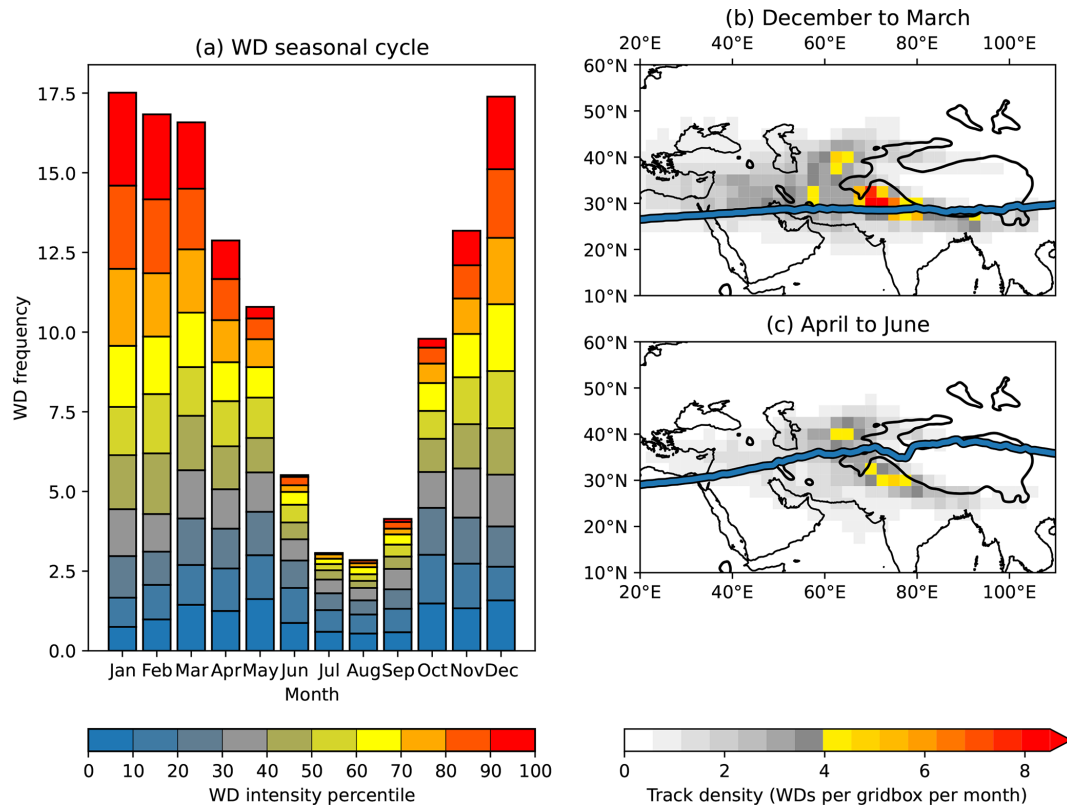 (a) WD seasonal cycle
WD frequency
17.5
15.0
12.5
10.0
7.5
5.0
2.5
0.0
Jan Feb Mar Apr May Jun Jul Aug Sep Oct Nov Dec
Month
0 10 20 30 40 50 60 70 80 90 100
WD intensity percentile
(b) December to March
20°E 40°E 60°E 80°E 100°E
60°N
50°N
40°N
30°N
20°N
10°N
(c) April to June
60°N
50°N
40°N
30°N
20°N
10°N
20°E 40°E 60°E 80°E 100°E
0 2 4 6 8
Track density (WDs per gridbox per month)